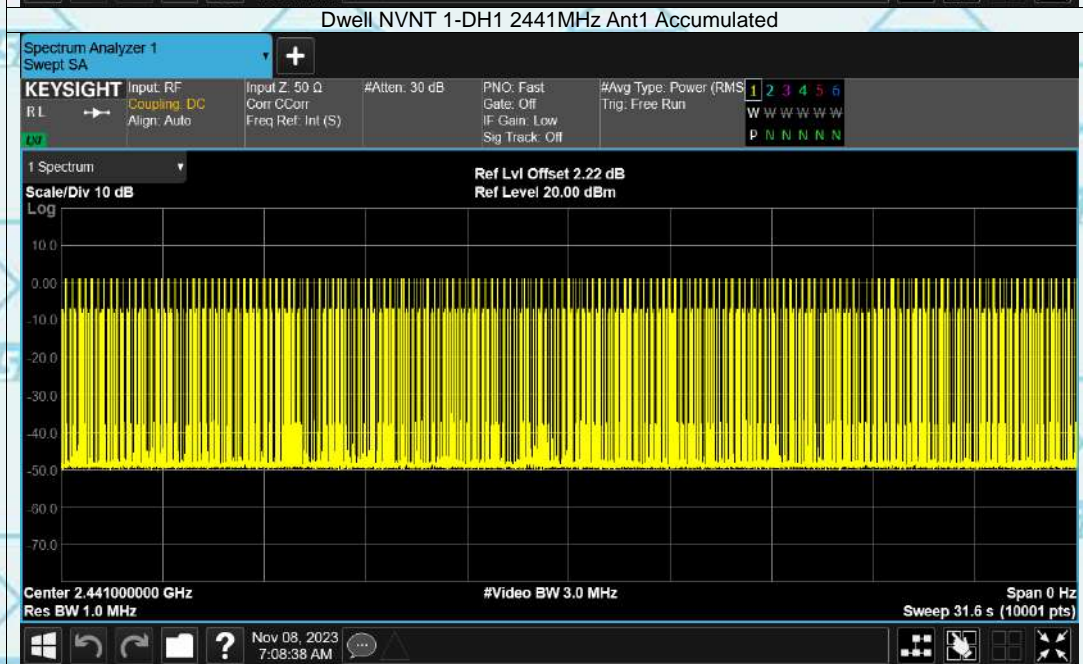 Dwell NVNT 1-DH1 2441MHz Ant1 Accumulated
Spectrum Analyzer 1
Swept SA
+
KEYSIGHT Input: RF Input Z: 50 Ω #Atten: 30 dB PNO: Fast #Avg Type: Power (RMS 1 2 3 4 5 6
RL Coupling: DC Corr CCorr Gate: Off Trig: Free Run W W W W W W
Align: Auto Freq Ref: Int (S) IF Gain: Low
LXI Sig Track: Off P N N N N N
1 Spectrum Ref Lvl Offset 2.22 dB
Scale/Div 10 dB Ref Level 20.00 dBm
Log
10.0
0.00
-10.0
-20.0
-30.0
-40.0
-50.0
-60.0
-70.0
Center 2.441000000 GHz #Video BW 3.0 MHz Span 0 Hz
Res BW 1.0 MHz Sweep 31.6 s (10001 pts)
? Nov 08, 2023
7:08:38 AM